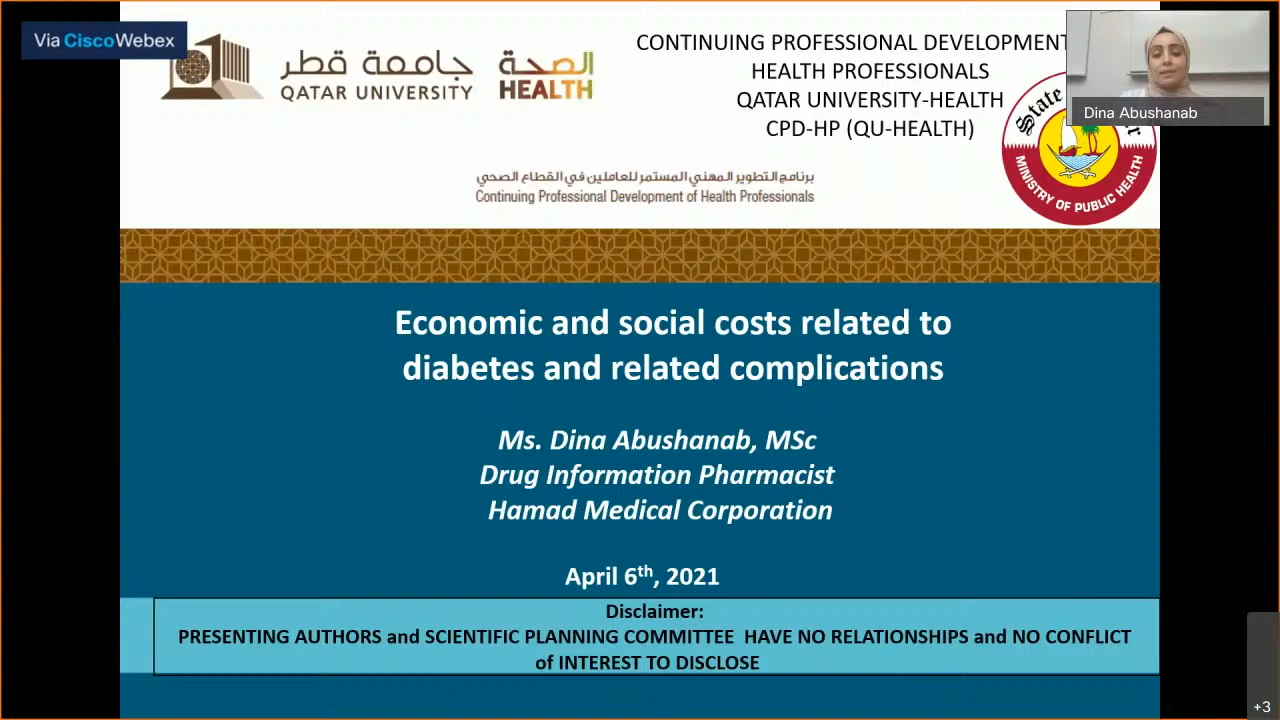 Via CiscoWebex
جامعة قطر
QATAR UNIVERSITY
الصحة
HEALTH
CONTINUING PROFESSIONAL DEVELOPMENT
HEALTH PROFESSIONALS
QATAR UNIVERSITY-HEALTH
CPD-HP (QU-HEALTH)
Dina Abushanab
State
MINISTRY OF PUBLIC HEALTH
برنامج التطوير المهني المستمر للعاملين في القطاع الصحي
Continuing Professional Development of Health Professionals
Economic and social costs related to
diabetes and related complications
Ms. Dina Abushanab, MSc
Drug Information Pharmacist
Hamad Medical Corporation
April 6th, 2021
Disclaimer:
PRESENTING AUTHORS and SCIENTIFIC PLANNING COMMITTEE HAVE NO RELATIONSHIPS and NO CONFLICT
of INTEREST TO DISCLOSE
+3